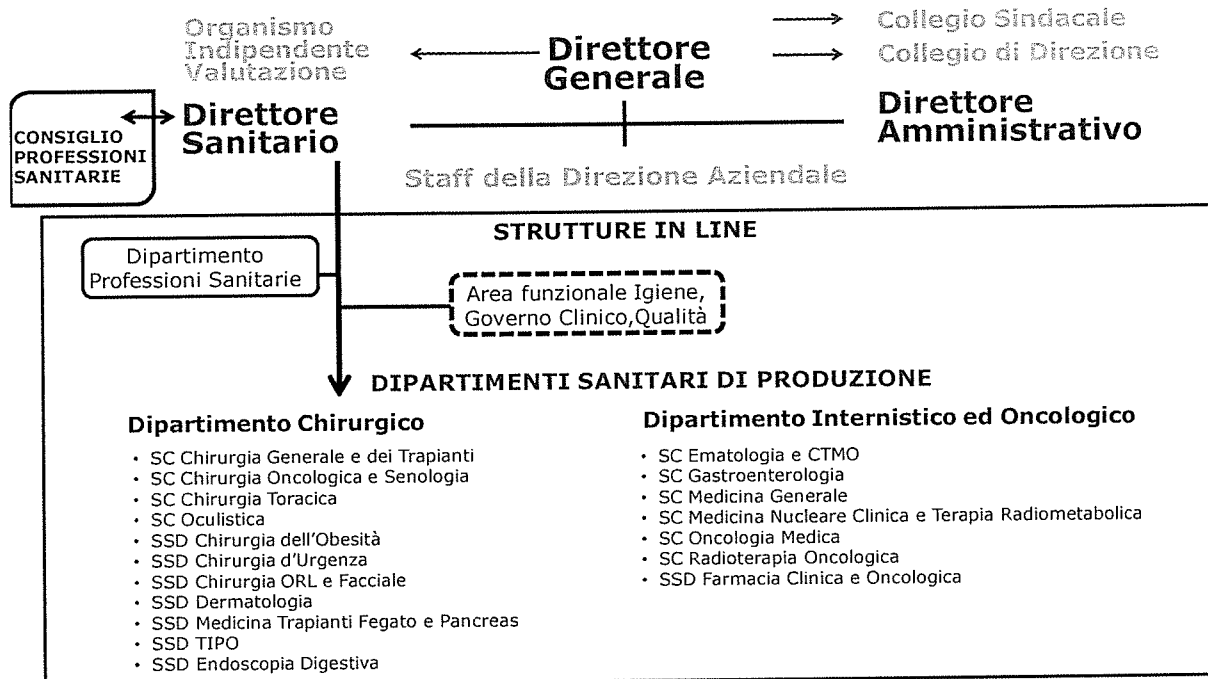 Organismo
Indipendente
Valutazione
Direttore
Generale
Collegio Sindacale
Collegio di Direzione
CONSIGLIO
PROFESSIONI
SANITARIE
Direttore
Sanitario
Direttore
Amministrativo
Staff della Direzione Aziendale
STRUTTURE IN LINE
Dipartimento
Professioni Sanitarie
Area funzionale Igiene,
Governo Clinico,Qualità
DIPARTIMENTI SANITARI DI PRODUZIONE
Dipartimento Chirurgico
• SC Chirurgia Generale e dei Trapianti
• SC Chirurgia Oncologica e Senologia
• SC Chirurgia Toracica
• SC Oculistica
• SSD Chirurgia dell'Obesità
• SSD Chirurgia d'Urgenza
• SSD Chirurgia ORL e Facciale
• SSD Dermatologia
• SSD Medicina Trapianti Fegato e Pancreas
• SSD TIPO
• SSD Endoscopia Digestiva
Dipartimento Internistico ed Oncologico
• SC Ematologia e CTMO
• SC Gastroenterologia
• SC Medicina Generale
• SC Medicina Nucleare Clinica e Terapia Radiometabolica
• SC Oncologia Medica
• SC Radioterapia Oncologica
• SSD Farmacia Clinica e Oncologica